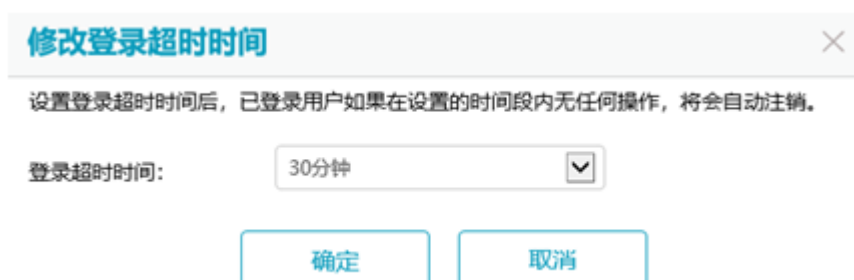 修改登录超时时间
设置登录超时时间后，已登录用户如果在设置的时间段内无任何操作，将会自动注销。
登录超时时间： 30分钟
确定 取消